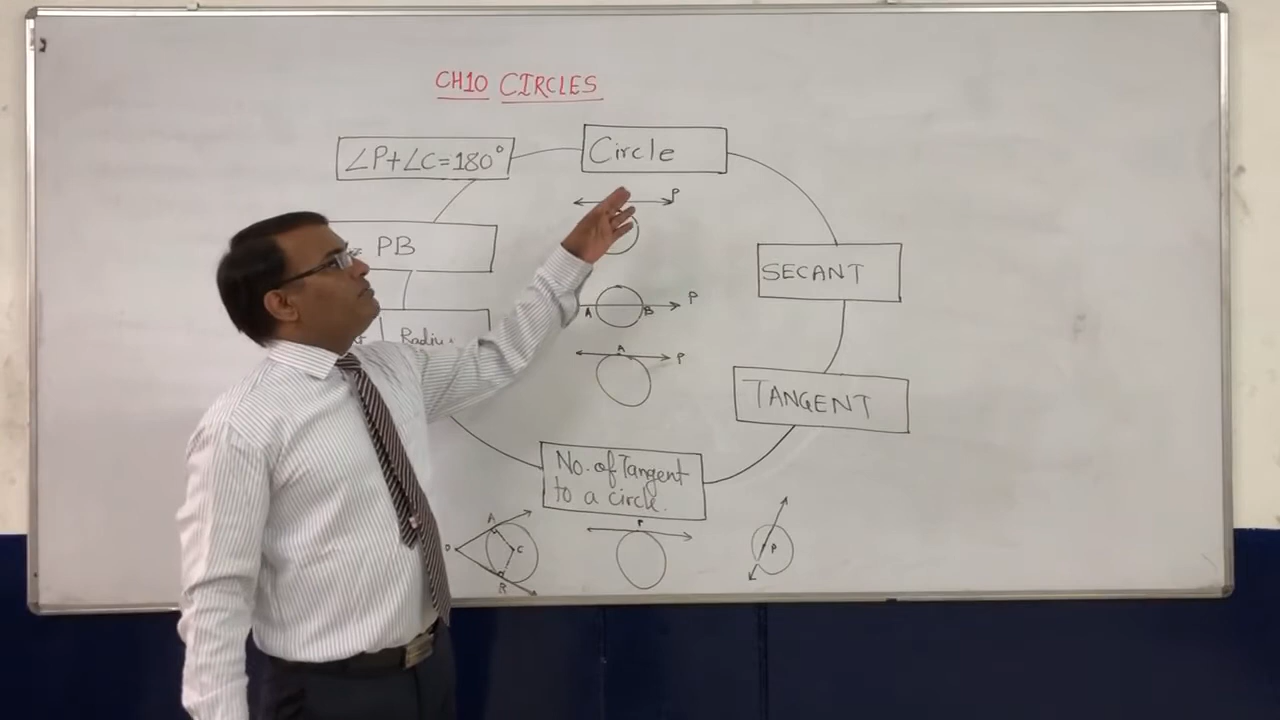 CH10 CIRCLES
∠P+∠C=180°
Circle
P
= PB
SECANT
P
A
B
A
P
TANGENT
No. of Tangent
to a circle.
A
P
C
P
R